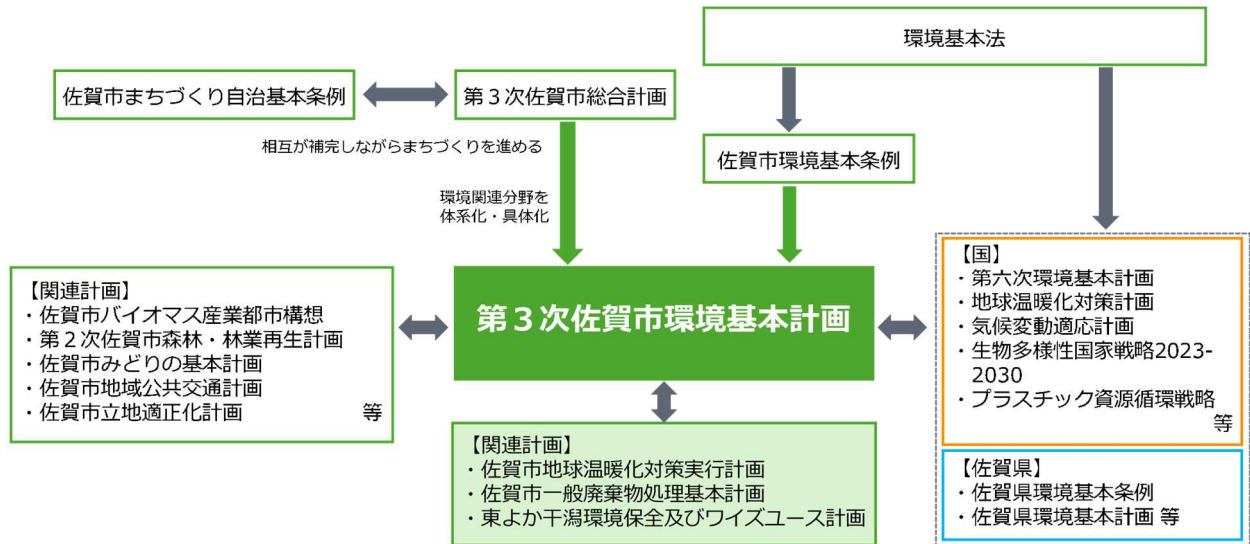 環境基本法
佐賀市まちづくり自治基本条例
第3次佐賀市総合計画
相互が補完しながらまちづくりを進める
佐賀市環境基本条例
環境関連分野を
体系化・具体化
第3次佐賀市環境基本計画
【関連計画】
・佐賀市バイオマス産業都市構想
・第2次佐賀市森林・林業再生計画
・佐賀市みどりの基本計画
・佐賀市地域公共交通計画
・佐賀市立地適正化計画 等
【関連計画】
・佐賀市地球温暖化対策実行計画
・佐賀市一般廃棄物処理基本計画
・東よか干潟環境保全及びワイズユース計画
【国】
・第六次環境基本計画
・地球温暖化対策計画
・気候変動適応計画
・生物多様性国家戦略2023-
2030
・プラスチック資源循環戦略
等
【佐賀県】
・佐賀県環境基本条例
・佐賀県環境基本計画 等